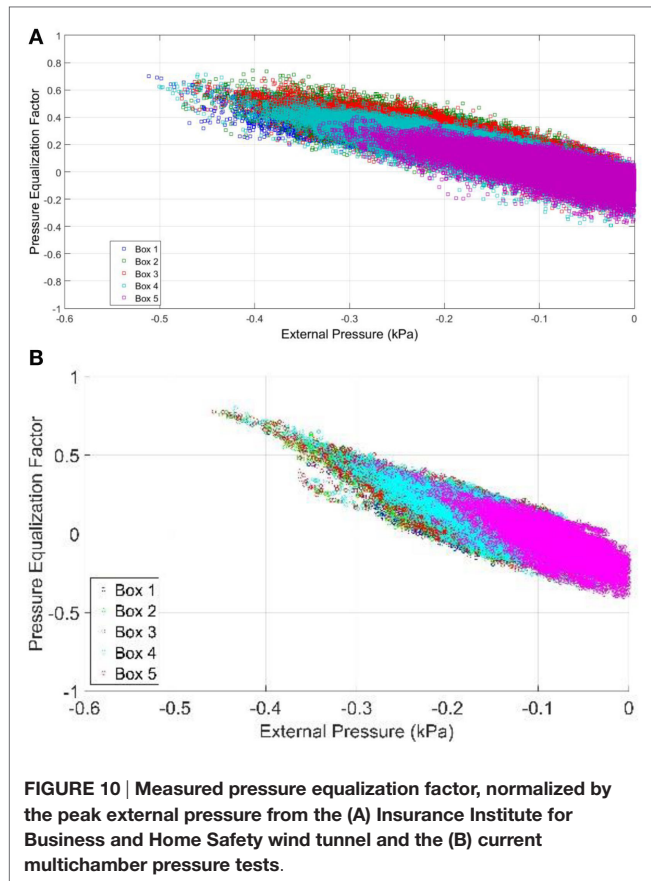 A
1
0.8
0.6
0.4
0.2
0
-0.2
-0.4
-0.6
-0.8
-1
Pressure Equalization Factor
Box 1
Box 2
Box 3
Box 4
Box 5
-0.6 -0.5 -0.4 -0.3 -0.2 -0.1 0
External Pressure (kPa)
B
1
0.5
0
-0.5
-1
Pressure Equalization Factor
Box 1
Box 2
Box 3
Box 4
Box 5
-0.6 -0.5 -0.4 -0.3 -0.2 -0.1 0
External Pressure (kPa)
FIGURE 10 | Measured pressure equalization factor, normalized by
the peak external pressure from the (A) Insurance Institute for
Business and Home Safety wind tunnel and the (B) current
multichamber pressure tests.